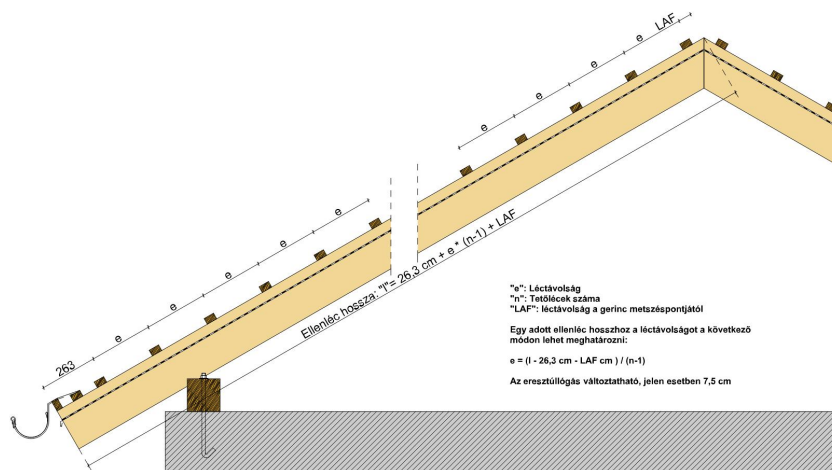 LAF
e
e
e
e
e
e
e
e
e
263
Ellenléc hossza: "l"= 26,3 cm + e * (n-1) + LAF
"e": Léctávolság
"n": Tetőlécek száma
"LAF": léctávolság a gerinc metszéspontjától
Egy adott ellenléc hosszhoz a léctávolságot a következő
módon lehet meghatározni:
e = (l - 26,3 cm - LAF cm ) / (n-1)
Az eresztúllógás változtatható, jelen esetben 7,5 cm